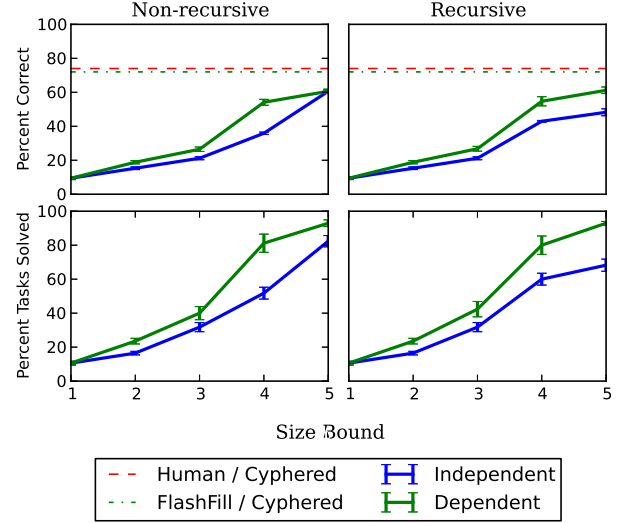 Non-recursive Recursive
Percent Correct
100
80
60
40
20
0
Percent Tasks Solved
100
80
60
40
20
0
1 2 3 4 5 1 2 3 4 5
Size Bound
Human / Cyphered Independent
FlashFill / Cyphered Dependent